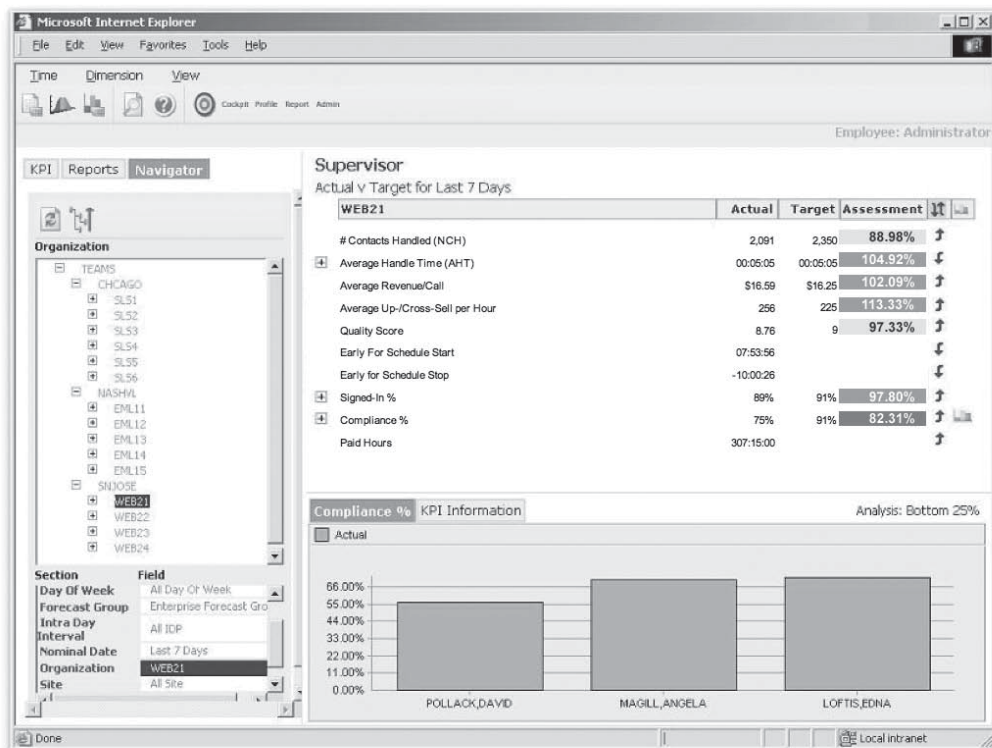 Microsoft Internet Explorer
File Edit View Favorites Tools Help
Time Dimension View
Cockpit Profile Report Admin
Employee: Administrator
KPI Reports Navigator
Organization
TEAMS
CHICAGO
SLS1
SLS2
SLS3
SLS4
SLS5
SLS6
NASHVL
EML11
EML12
EML13
EML14
EML15
SNJOSE
WEB21
WEB22
WEB23
WEB24
Section Field
Day Of Week All Day Of Week
Forecast Group Enterprise Forecast Gro
Intra Day
Interval All IDP
Nominal Date Last 7 Days
Organization WEB21
Site All Site
Supervisor
Actual v Target for Last 7 Days
WEB21 Actual Target Assessment
# Contacts Handled (NCH) 2,091 2,350 88.98%
Average Handle Time (AHT) 00:05:05 00:05:05 104.92%
Average Revenue/Call $16.59 $16.25 102.09%
Average Up-/Cross-Sell per Hour 256 225 113.33%
Quality Score 8.76 9 97.33%
Early For Schedule Start 07:53:56
Early for Schedule Stop -10:00:26
Signed-In % 89% 91% 97.80%
Compliance % 75% 91% 82.31%
Paid Hours 307:15:00
Compliance % KPI Information Analysis: Bottom 25%
Actual
66.00%
55.00%
44.00%
33.00%
22.00%
11.00%
0.00%
POLLACK,DAVID MAGILL,ANGELA LOFTIS,EDNA
Done Local intranet